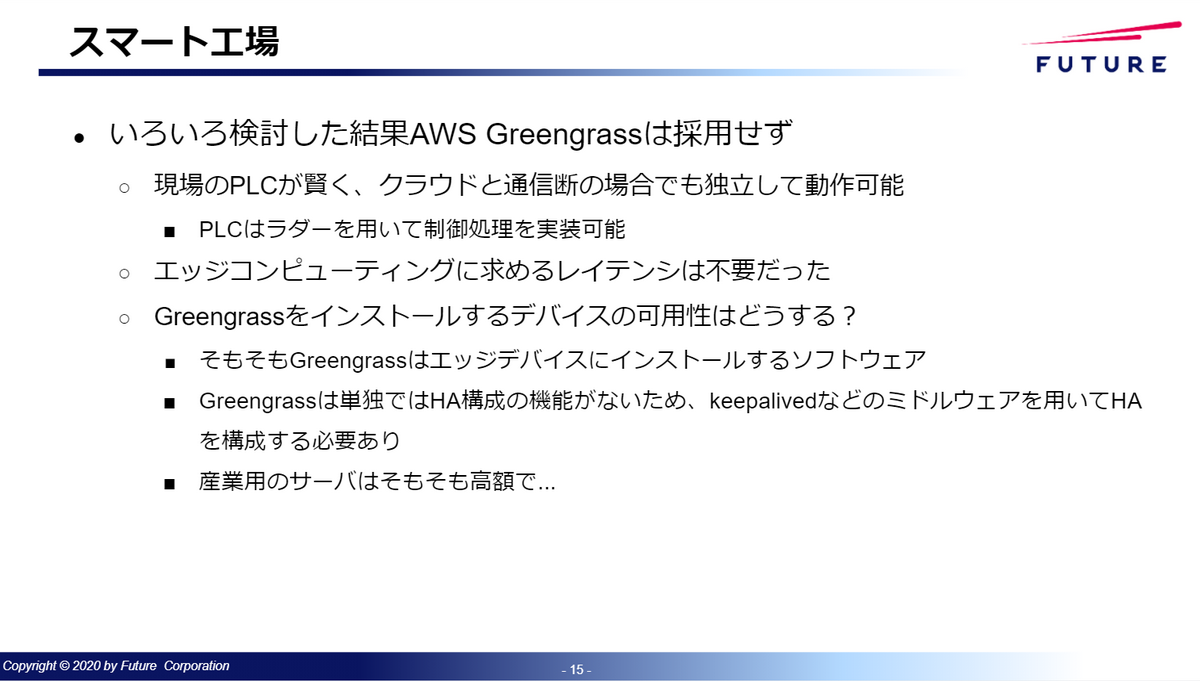 スマート工場
FUTURE
● いろいろ検討した結果AWS Greengrassは採用せず
○ 現場のPLCが賢く、クラウドと通信断の場合でも独立して動作可能
■ PLCはラダーを用いて制御処理を実装可能
○ エッジコンピューティングに求めるレイテンシは不要だった
○ Greengrassをインストールするデバイスの可用性はどうする？
■ そもそもGreengrassはエッジデバイスにインストールするソフトウェア
■ Greengrassは単独ではHA構成の機能がないため、keepalivedなどのミドルウェアを用いてHA
を構成する必要あり
■ 産業用のサーバはそもそも高額で...
Copyright © 2020 by Future Corporation
- 15 -